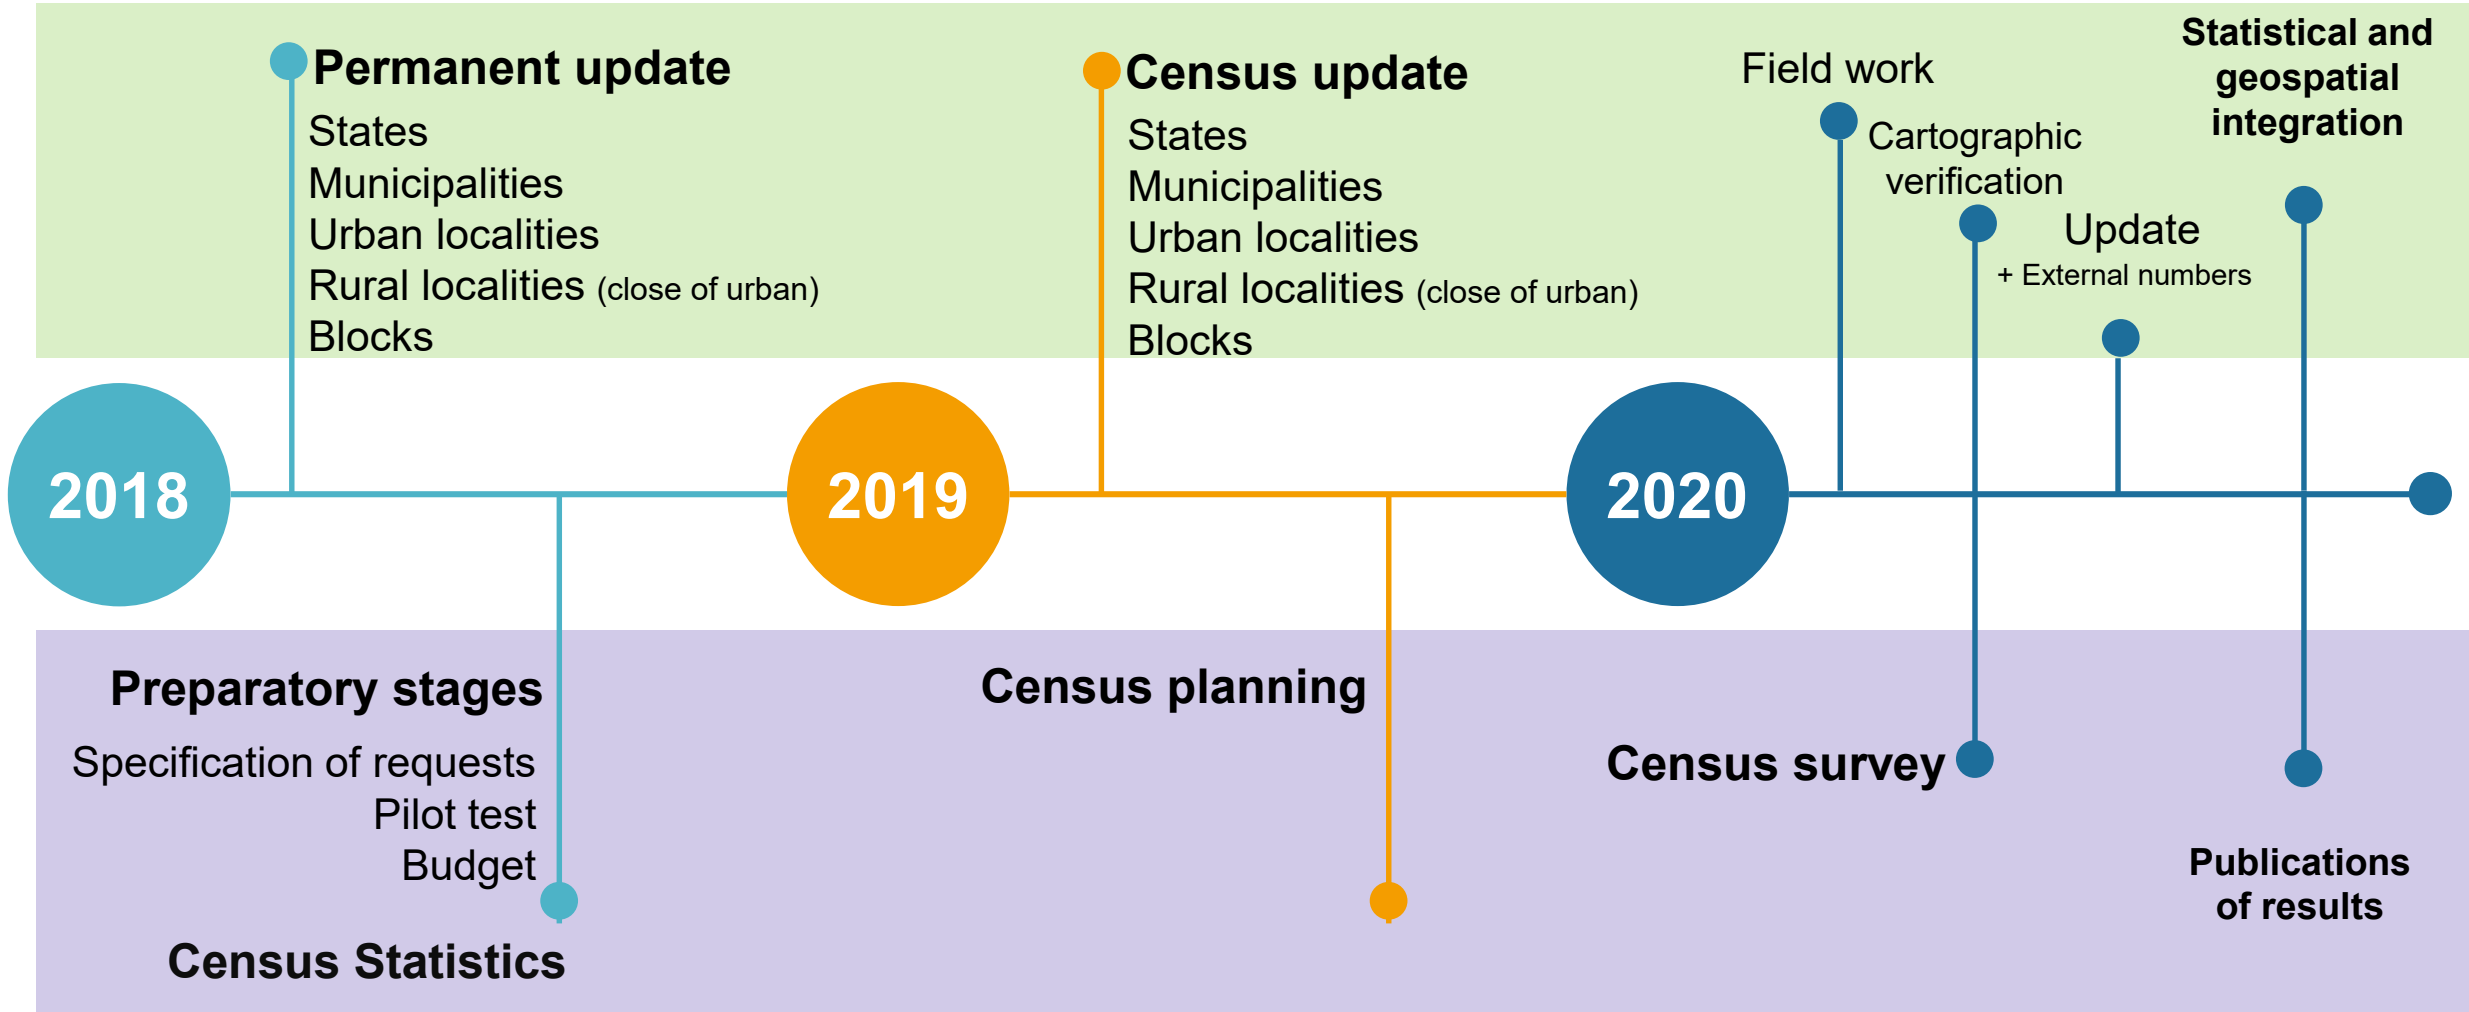 Permanent update
States
Municipalities
Urban localities
Rural localities (close of urban)
Blocks
Census update
States
Municipalities
Urban localities
Rural localities (close of urban)
Blocks
Field work
Cartographic
verification
Update
+ External numbers
Statistical and
geospatial
integration
2018
2019
2020
Preparatory stages
Specification of requests
Pilot test
Budget
Census Statistics
Census planning
Census survey
Publications
of results